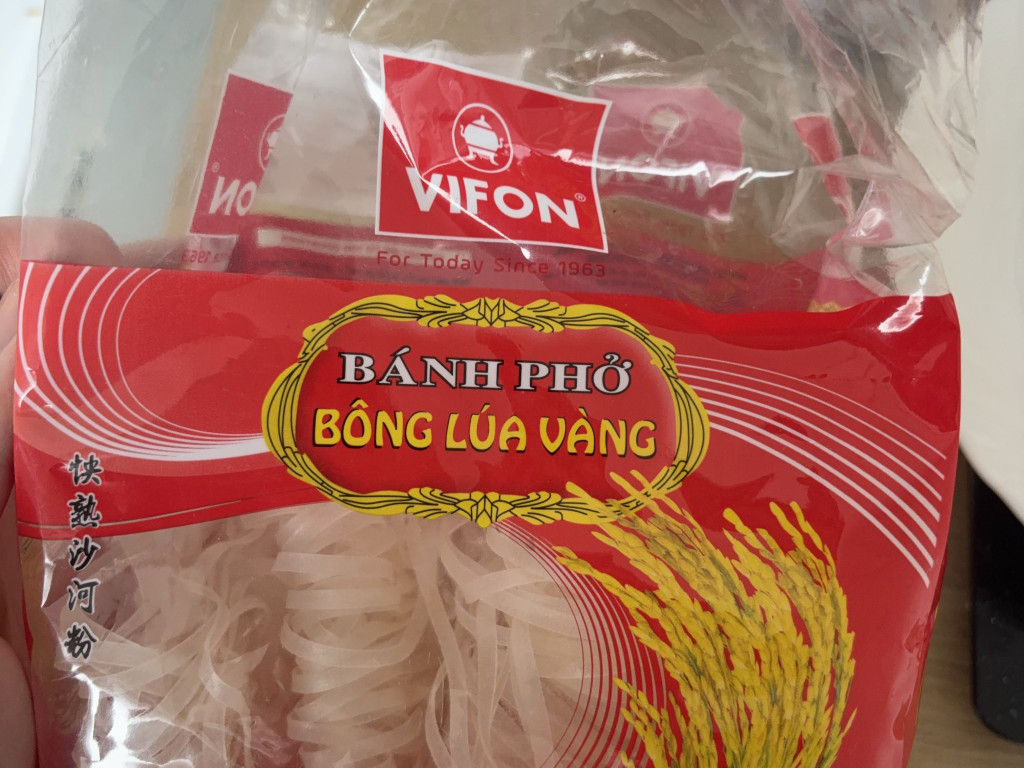 VIFON®
For Today Since 1963
BÁNH PHỞ
BÔNG LÚA VÀNG
快熟沙河粉